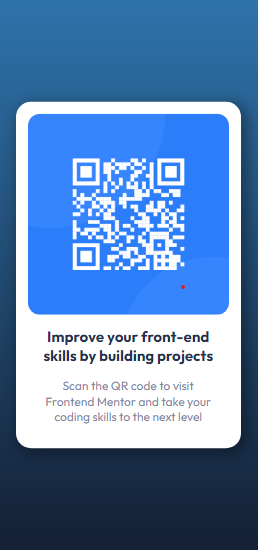 Improve your front-end
skills by building projects
Scan the QR code to visit
Frontend Mentor and take your
coding skills to the next level